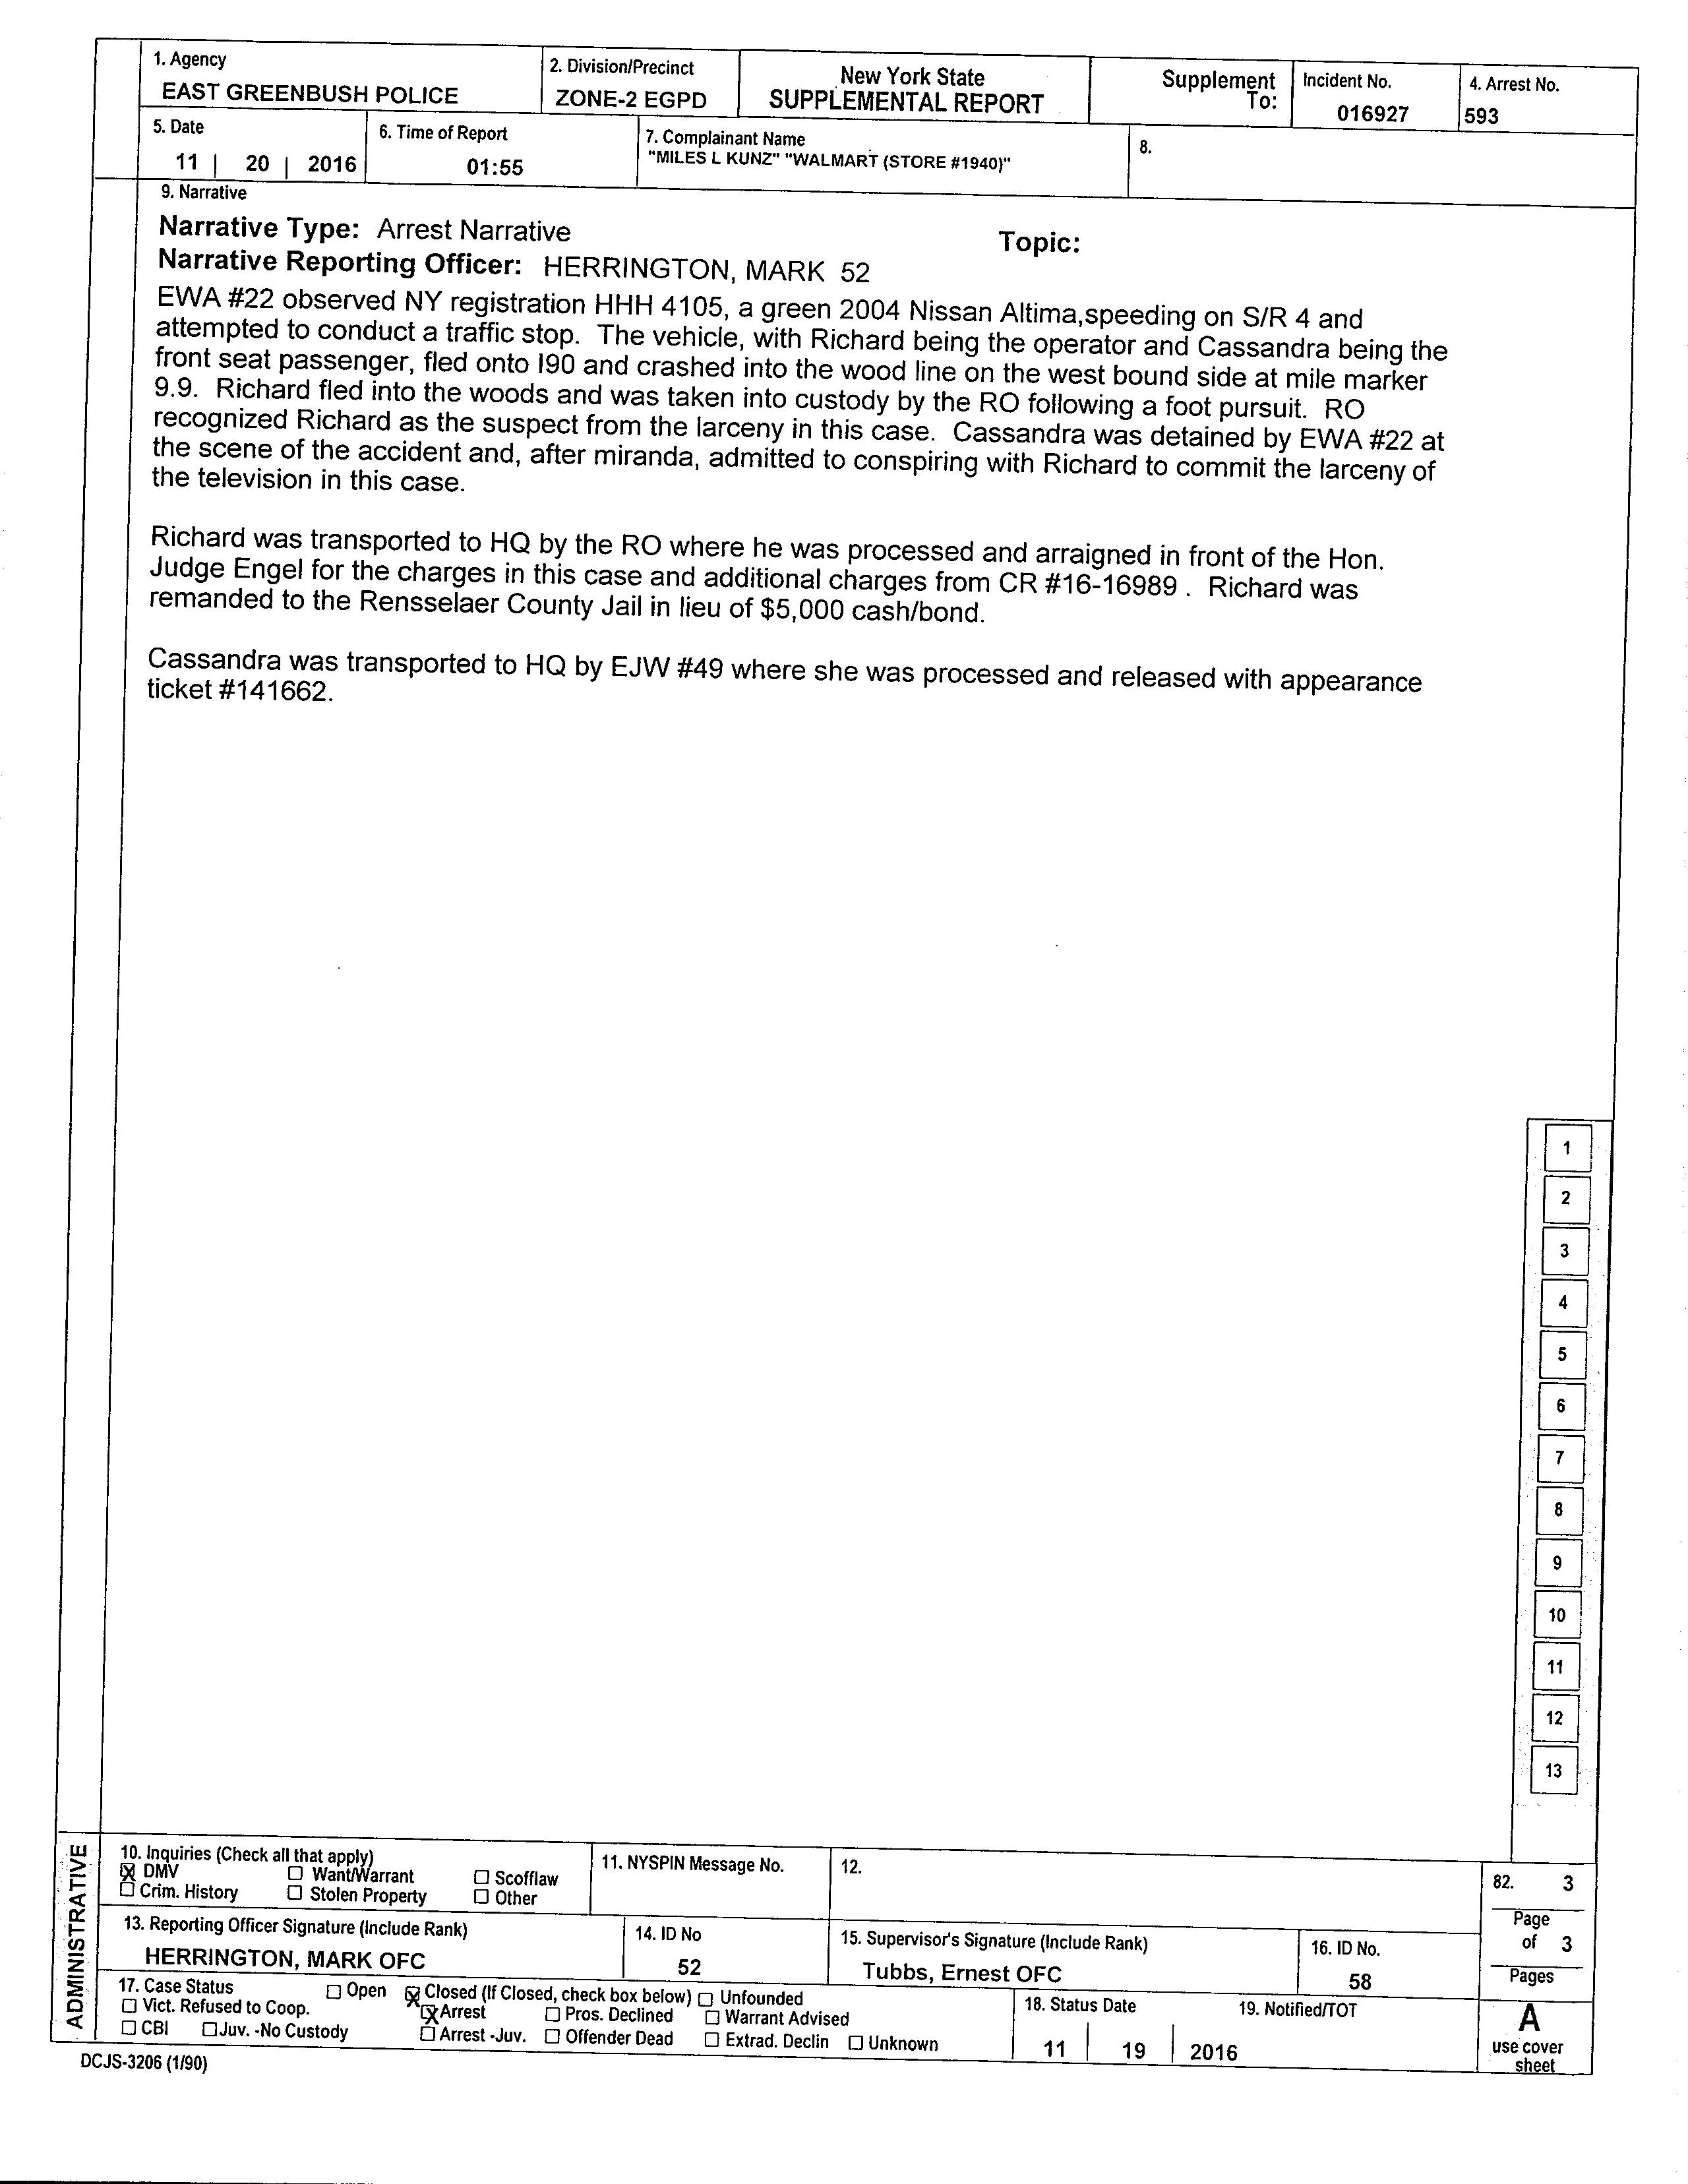 1. Agency
EAST GREENBUSH POLICE
2. Division/Precinct
ZONE-2 EGPD
New York State
SUPPLEMENTAL REPORT
Supplement
To:
Incident No.
016927
4. Arrest No.
593
5. Date
11 | 20 | 2016
6. Time of Report
01:55
7. Complainant Name
"MILES L KUNZ" "WALMART (STORE #1940)"
8.
9. Narrative
Narrative Type: Arrest Narrative
Topic:
Narrative Reporting Officer: HERRINGTON, MARK 52
EWA #22 observed NY registration HHH 4105, a green 2004 Nissan Altima,speeding on S/R 4 and
attempted to conduct a traffic stop. The vehicle, with Richard being the operator and Cassandra being the
front seat passenger, fled onto I90 and crashed into the wood line on the west bound side at mile marker
9.9. Richard fled into the woods and was taken into custody by the RO following a foot pursuit. RO
recognized Richard as the suspect from the larceny in this case. Cassandra was detained by EWA #22 at
the scene of the accident and, after miranda, admitted to conspiring with Richard to commit the larceny of
the television in this case.
Richard was transported to HQ by the RO where he was processed and arraigned in front of the Hon.
Judge Engel for the charges in this case and additional charges from CR #16-16989 . Richard was
remanded to the Rensselaer County Jail in lieu of $5,000 cash/bond.
Cassandra was transported to HQ by EJW #49 where she was processed and released with appearance
ticket #141662.
1
2
3
4
5
6
7
8
9
10
11
12
13
ADMINISTRATIVE
10. Inquiries (Check all that apply)
☒ DMV ☐ Want/Warrant ☐ Scofflaw
☐ Crim. History ☐ Stolen Property ☐ Other
11. NYSPIN Message No.
12.
82. 3
Page
of 3
Pages
13. Reporting Officer Signature (Include Rank)
HERRINGTON, MARK OFC
14. ID No
52
15. Supervisor's Signature (Include Rank)
Tubbs, Ernest OFC
16. ID No.
58
17. Case Status ☐ Open ☒ Closed (If Closed, check box below) ☐ Unfounded
☐ Vict. Refused to Coop. ☒ Arrest ☐ Pros. Declined ☐ Warrant Advised
☐ CBI ☐ Juv. -No Custody ☐ Arrest -Juv. ☐ Offender Dead ☐ Extrad. Declin ☐ Unknown
18. Status Date
11 | 19 | 2016
19. Notified/TOT
A
use cover
sheet
DCJS-3206 (1/90)